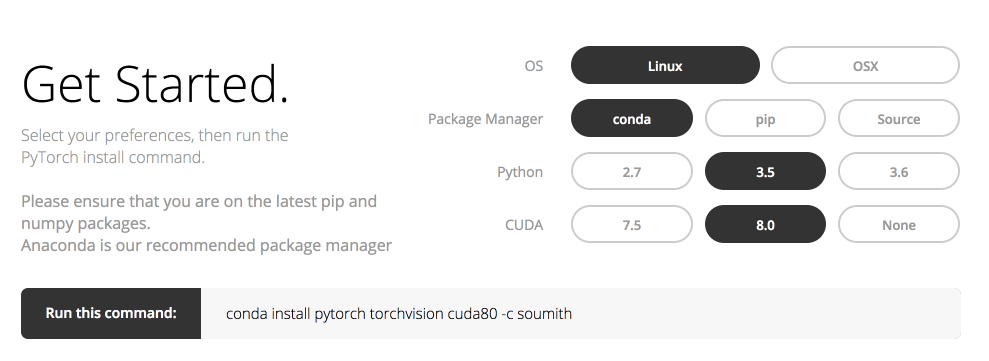 Get Started.
Select your preferences, then run the
PyTorch install command.
Please ensure that you are on the latest pip and
numpy packages.
Anaconda is our recommended package manager
OS Linux OSX
Package Manager conda pip Source
Python 2.7 3.5 3.6
CUDA 7.5 8.0 None
Run this command: conda install pytorch torchvision cuda80 -c soumith